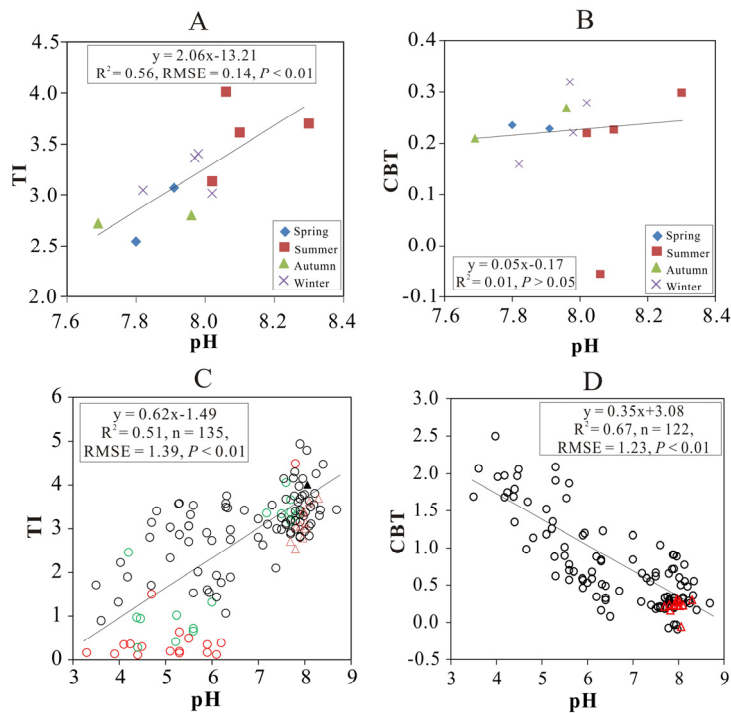 A
y = 2.06x-13.21
R² = 0.56, RMSE = 0.14, P < 0.01
4.5
4.0
3.5
3.0
2.5
2.0
TI
Spring
Summer
Autumn
Winter
7.6 7.8 8.0 8.2 8.4
pH
B
0.4
0.3
0.2
0.1
0.0
-0.1
CBT
y = 0.05x-0.17
R² = 0.01, P > 0.05
Spring
Summer
Autumn
Winter
7.6 7.8 8.0 8.2 8.4
pH
C
y = 0.62x-1.49
R² = 0.51, n = 135,
RMSE = 1.39, P < 0.01
6
5
4
3
2
1
0
TI
3 4 5 6 7 8 9
pH
D
y = 0.35x+3.08
R² = 0.67, n = 122,
RMSE = 1.23, P < 0.01
3.0
2.5
2.0
1.5
1.0
0.5
0.0
-0.5
CBT
3 4 5 6 7 8 9
pH